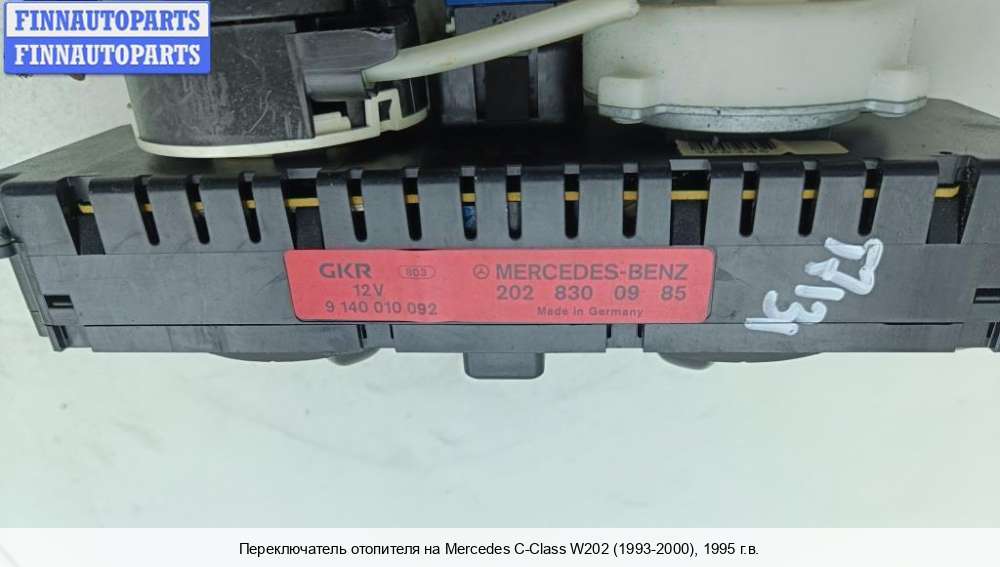 FINNAUTOPARTS
FINNAUTOPARTS
GKR 803
12V
9 140 010 092
MERCEDES-BENZ
202 830 09 85
Made in Germany
Переключатель отопителя на Mercedes C-Class W202 (1993-2000), 1995 г.в.